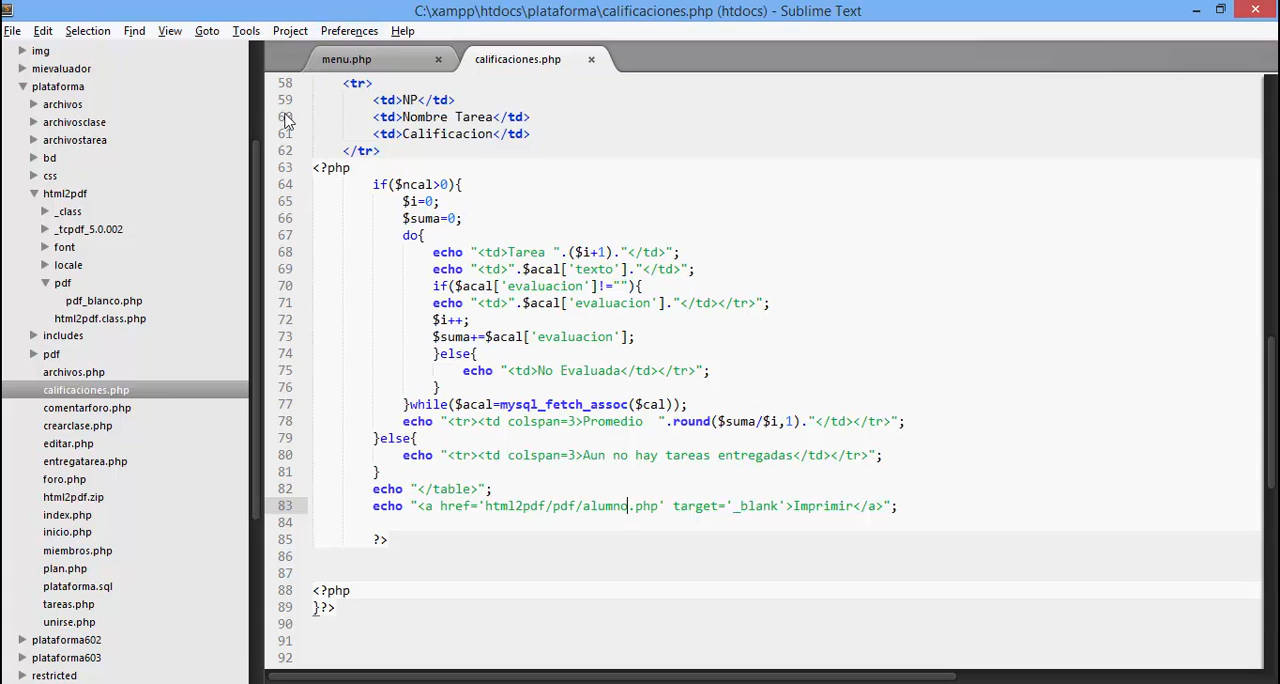 C:\xampp\htdocs\plataforma\calificaciones.php (htdocs) - Sublime Text
File Edit Selection Find View Goto Tools Project Preferences Help
img
mievaluador
plataforma
archivos
archivosclase
archivostarea
bd
css
html2pdf
_class
_tcpdf_5.0.002
font
locale
pdf
pdf_blanco.php
html2pdf.class.php
includes
pdf
archivos.php
calificaciones.php
comentarforo.php
crearclase.php
editar.php
entregatarea.php
foro.php
html2pdf.zip
index.php
inicio.php
miembros.php
plan.php
plataforma.sql
tareas.php
unirse.php
plataforma602
plataforma603
restricted
menu.php × calificaciones.php ×
58 <tr>
59 <td>NP</td>
60 <td>Nombre Tarea</td>
61 <td>Calificacion</td>
62 </tr>
63 <?php
64 if($ncal>0){
65 $i=0;
66 $suma=0;
67 do{
68 echo "<td>Tarea ".($i+1)."</td>";
69 echo "<td>".$acal['texto']."</td>";
70 if($acal['evaluacion']!=""){
71 echo "<td>".$acal['evaluacion']."</td></tr>";
72 $i++;
73 $suma+=$acal['evaluacion'];
74 }else{
75 echo "<td>No Evaluada</td></tr>";
76 }
77 }while($acal=mysql_fetch_assoc($cal));
78 echo "<tr><td colspan=3>Promedio  ".round($suma/$i,1)."</td></tr>";
79 }else{
80 echo "<tr><td colspan=3>Aun no hay tareas entregadas</td></tr>";
81 }
82 echo "</table>";
83 echo "<a href='html2pdf/pdf/alumno.php' target='_blank'>Imprimir</a>";
84
85 ?>
86
87
88 <?php
89 }?>
90
91
92